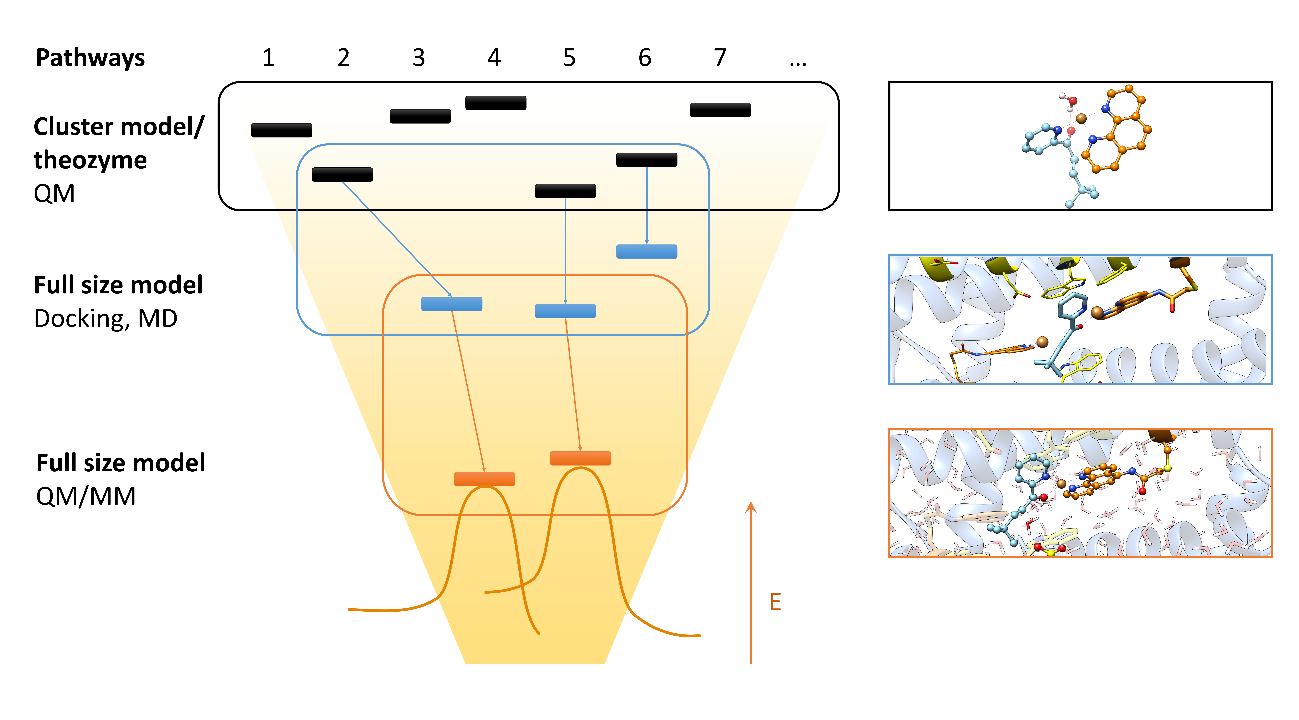 Pathways 1 2 3 4 5 6 7 ...
Cluster model/
theozyme
QM
Full size model
Docking, MD
Full size model
QM/MM
E